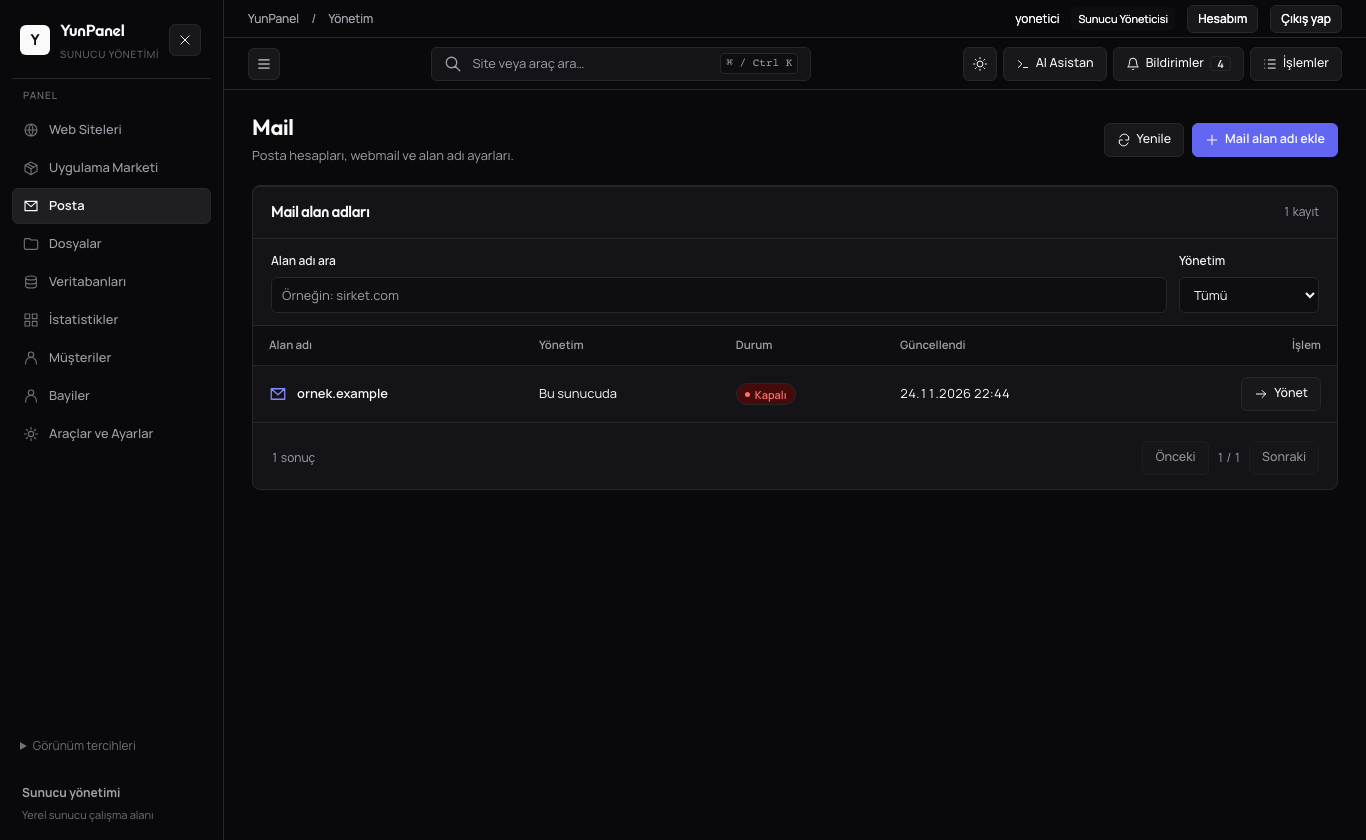 Y
YunPanel
SUNUCU YÖNETİMİ
PANEL
Web Siteleri
Uygulama Marketi
Posta
Dosyalar
Veritabanları
İstatistikler
Müşteriler
Bayiler
Araçlar ve Ayarlar
Görünüm tercihleri
Sunucu yönetimi
Yerel sunucu çalışma alanı
YunPanel / Yönetim
yonetici Sunucu Yöneticisi Hesabım Çıkış yap
Site veya araç ara... ⌘ / Ctrl K
AI Asistan Bildirimler 4 İşlemler
Mail
Posta hesapları, webmail ve alan adı ayarları.
Yenile Mail alan adı ekle
Mail alan adları 1 kayıt
Alan adı ara Yönetim
Örneğin: sirket.com Tümü
Alan adı Yönetim Durum Güncellendi İşlem
ornek.example Bu sunucuda Kapalı 24.11.2026 22:44 Yönet
1 sonuç Önceki 1 / 1 Sonraki